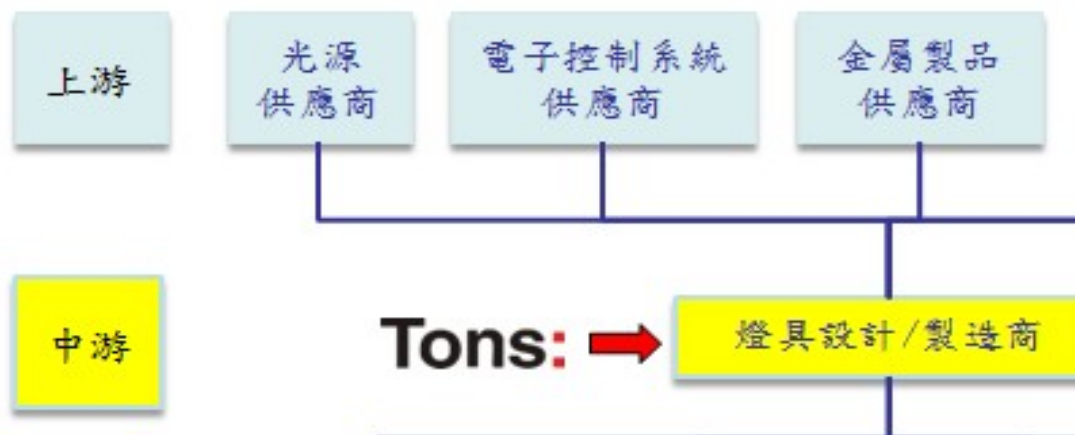 上游
光源
供應商
電子控制系統
供應商
金屬製品
供應商
中游
Tons:
燈具設計/製造商